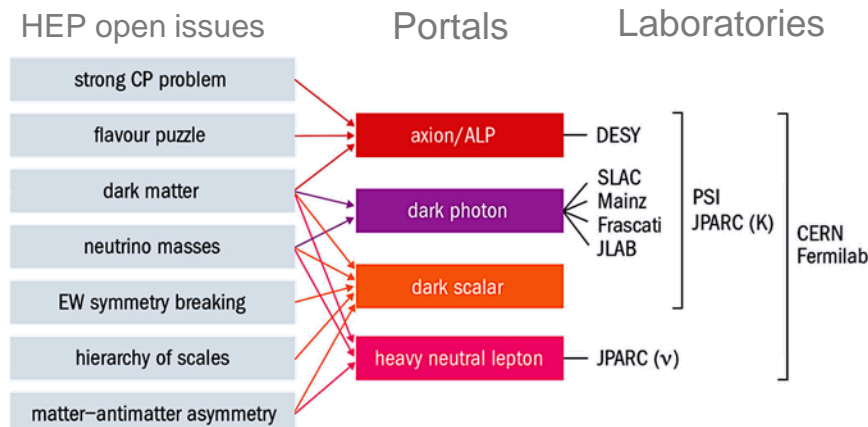 HEP open issues
Portals
Laboratories
strong CP problem
flavour puzzle
dark matter
neutrino masses
EW symmetry breaking
hierarchy of scales
matter–antimatter asymmetry
axion/ALP
dark photon
dark scalar
heavy neutral lepton
DESY
SLAC
Mainz
Frascati
JLAB
JPARC (ν)
PSI
JPARC (K)
CERN
Fermilab